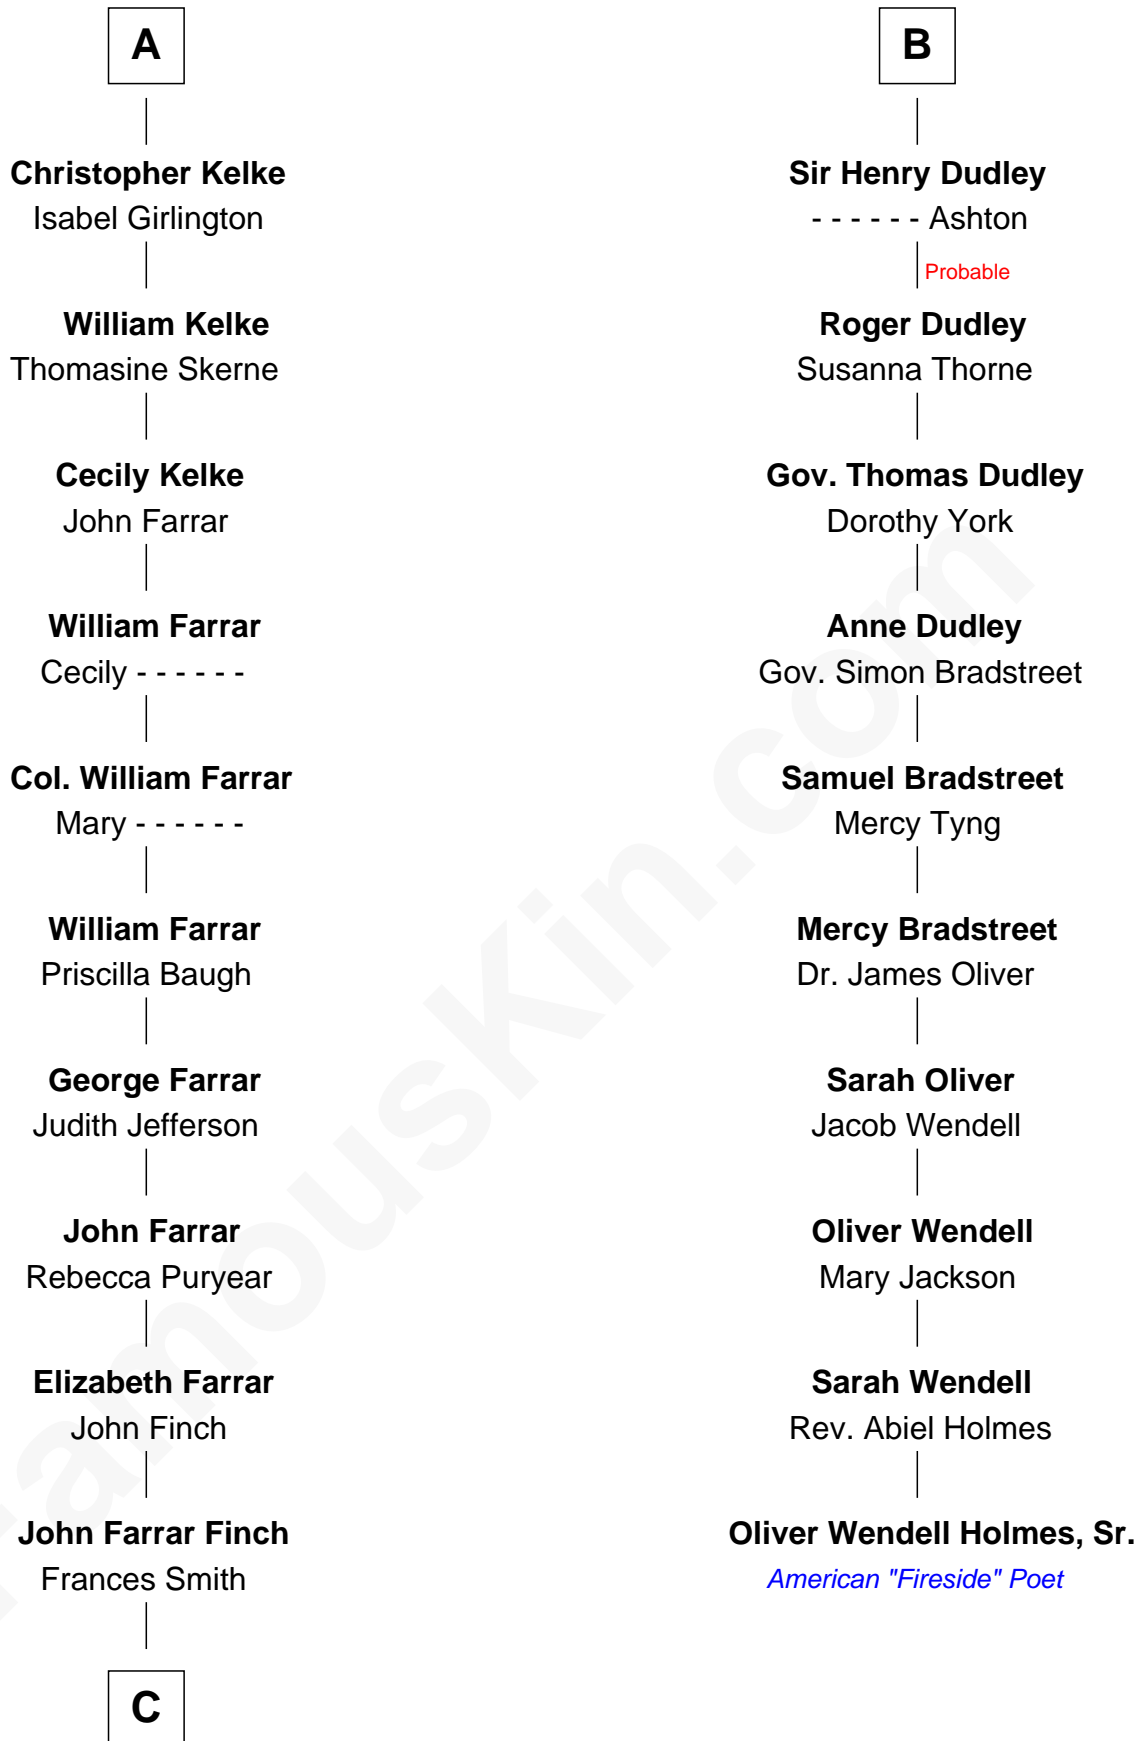 A
Christopher Kelke
Isabel Girlington
William Kelke
Thomasine Skerne
Cecily Kelke
John Farrar
William Farrar
Cecily - - - - - -
Col. William Farrar
Mary - - - - - -
William Farrar
Priscilla Baugh
George Farrar
Judith Jefferson
John Farrar
Rebecca Puryear
Elizabeth Farrar
John Finch
John Farrar Finch
Frances Smith
C
B
Sir Henry Dudley
- - - - - - Ashton
Probable
Roger Dudley
Susanna Thorne
Gov. Thomas Dudley
Dorothy York
Anne Dudley
Gov. Simon Bradstreet
Samuel Bradstreet
Mercy Tyng
Mercy Bradstreet
Dr. James Oliver
Sarah Oliver
Jacob Wendell
Oliver Wendell
Mary Jackson
Sarah Wendell
Rev. Abiel Holmes
Oliver Wendell Holmes, Sr.
American "Fireside" Poet
FamousKin.com